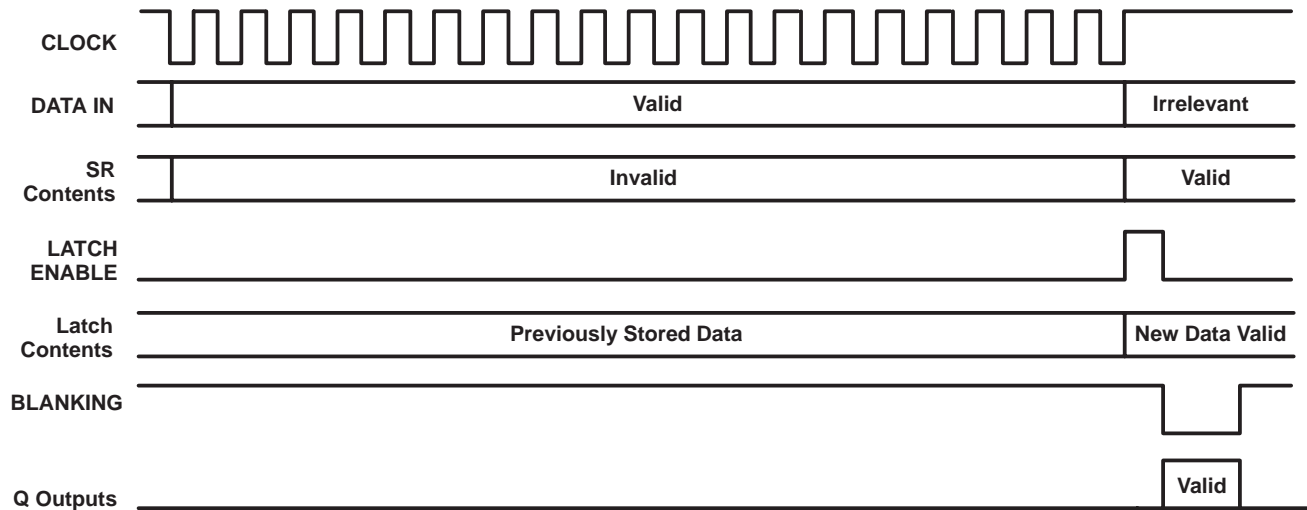 CLOCK
DATA IN
Valid
Irrelevant
SR
Contents
Invalid
Valid
LATCH
ENABLE
Latch
Contents
Previously Stored Data
New Data Valid
BLANKING
Q Outputs
Valid